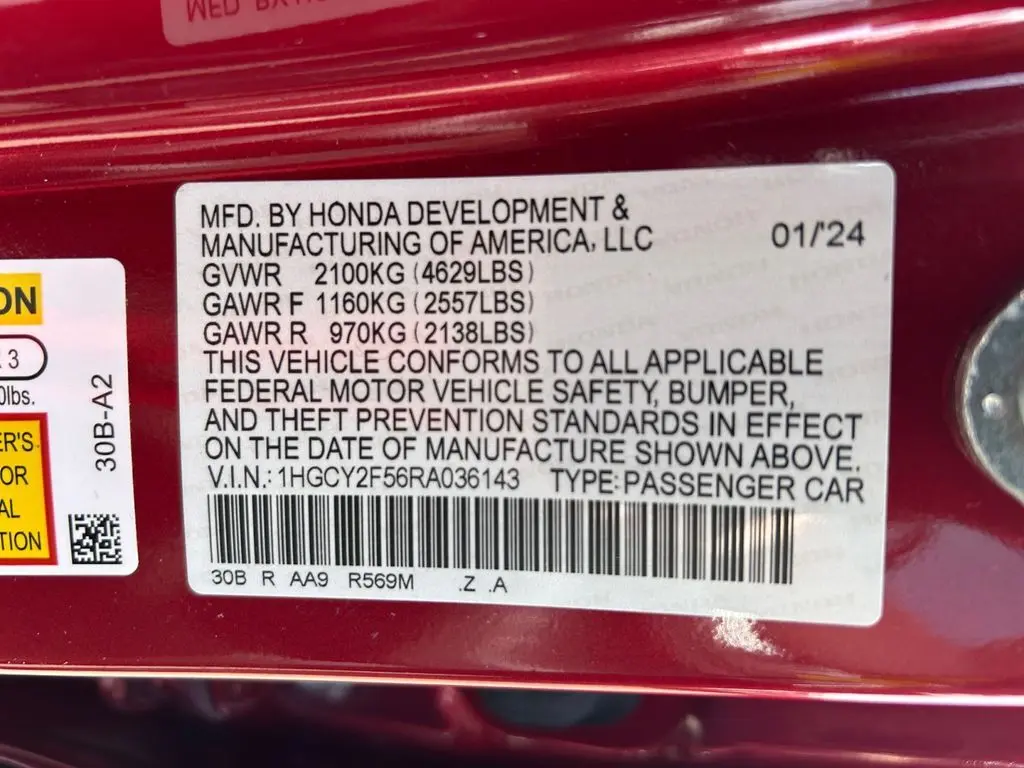 MFD. BY HONDA DEVELOPMENT &
MANUFACTURING OF AMERICA, LLC 01/'24
GVWR 2100KG (4629LBS)
GAWR F 1160KG (2557LBS)
GAWR R 970KG (2138LBS)
THIS VEHICLE CONFORMS TO ALL APPLICABLE
FEDERAL MOTOR VEHICLE SAFETY, BUMPER,
AND THEFT PREVENTION STANDARDS IN EFFECT
ON THE DATE OF MANUFACTURE SHOWN ABOVE.
V.I.N.: 1HGCY2F56RA036143 TYPE: PASSENGER CAR
30B R AA9 R569M .Z .A
ON
3
0lbs.
ER'S
OR
AL
TION
30B-A2